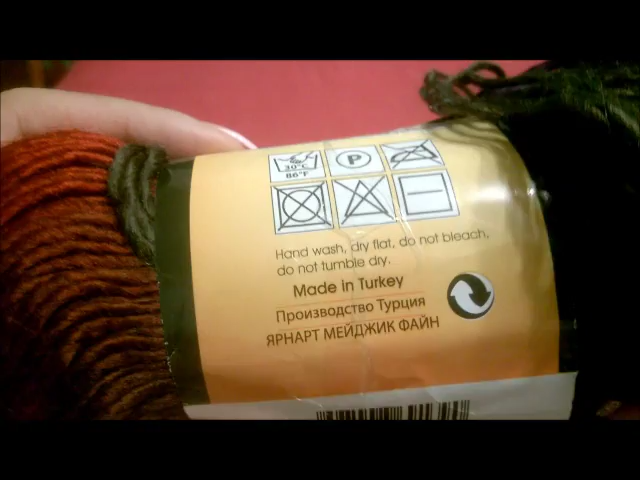 30°C
86°F
P
Hand wash, dry flat, do not bleach,
do not tumble dry.
Made in Turkey
Производство Турция
ЯРНАРТ МЕЙДЖИК ФАЙН